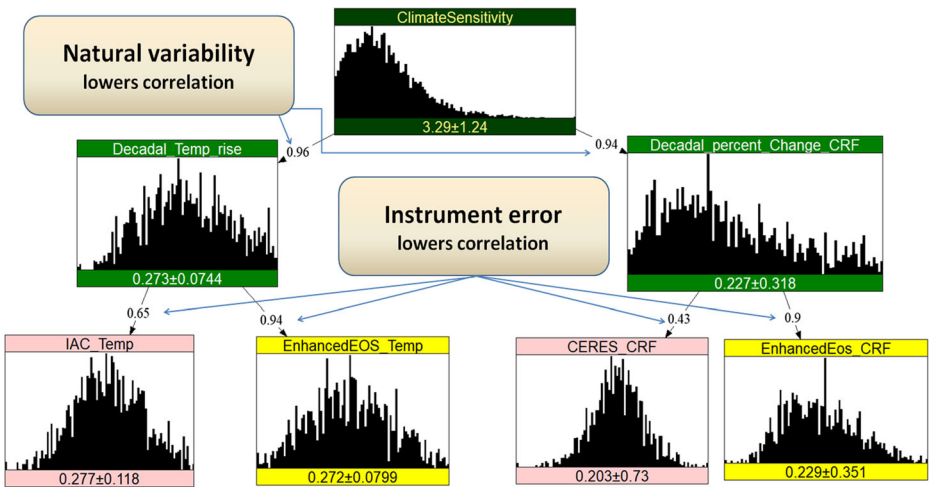 ClimateSensitivity
Natural variability
lowers correlation
3.29±1.24
0.96
0.94
Decadal_Temp_rise
Decadal_percent_Change_CRF
Instrument error
lowers correlation
0.273±0.0744
0.227±0.318
0.65
0.94
0.43
0.9
IAC_Temp
EnhancedEOS_Temp
CERES_CRF
EnhancedEos_CRF
0.277±0.118
0.272±0.0799
0.203±0.73
0.229±0.351